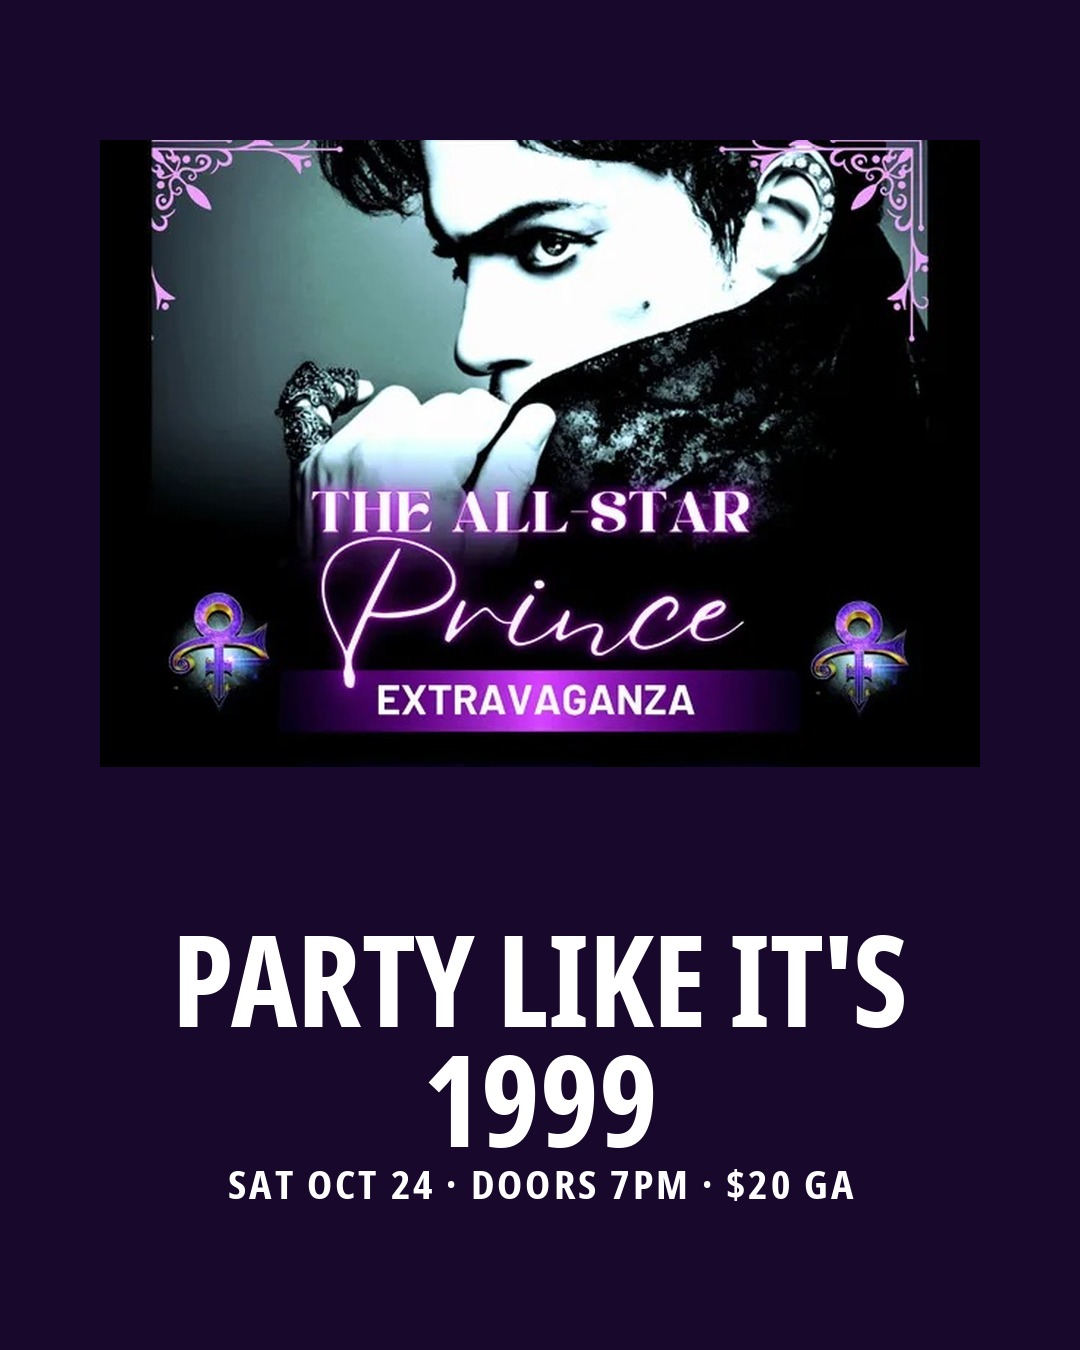 THE ALL-STAR
Prince
EXTRAVAGANZA
PARTY LIKE IT'S
1999
SAT OCT 24 · DOORS 7PM · $20 GA